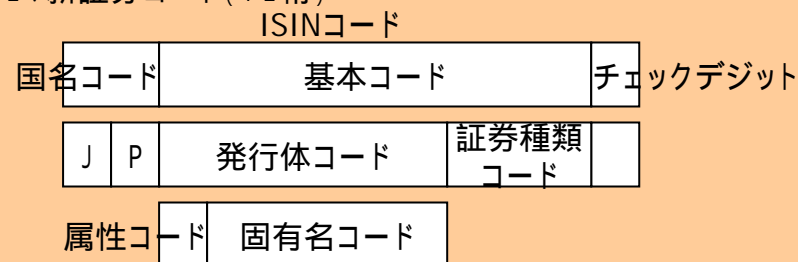 ISINコード
国名コード 基本コード チェックデジット
J P 発行体コード 証券種類
コード
属性コード 固有名コード